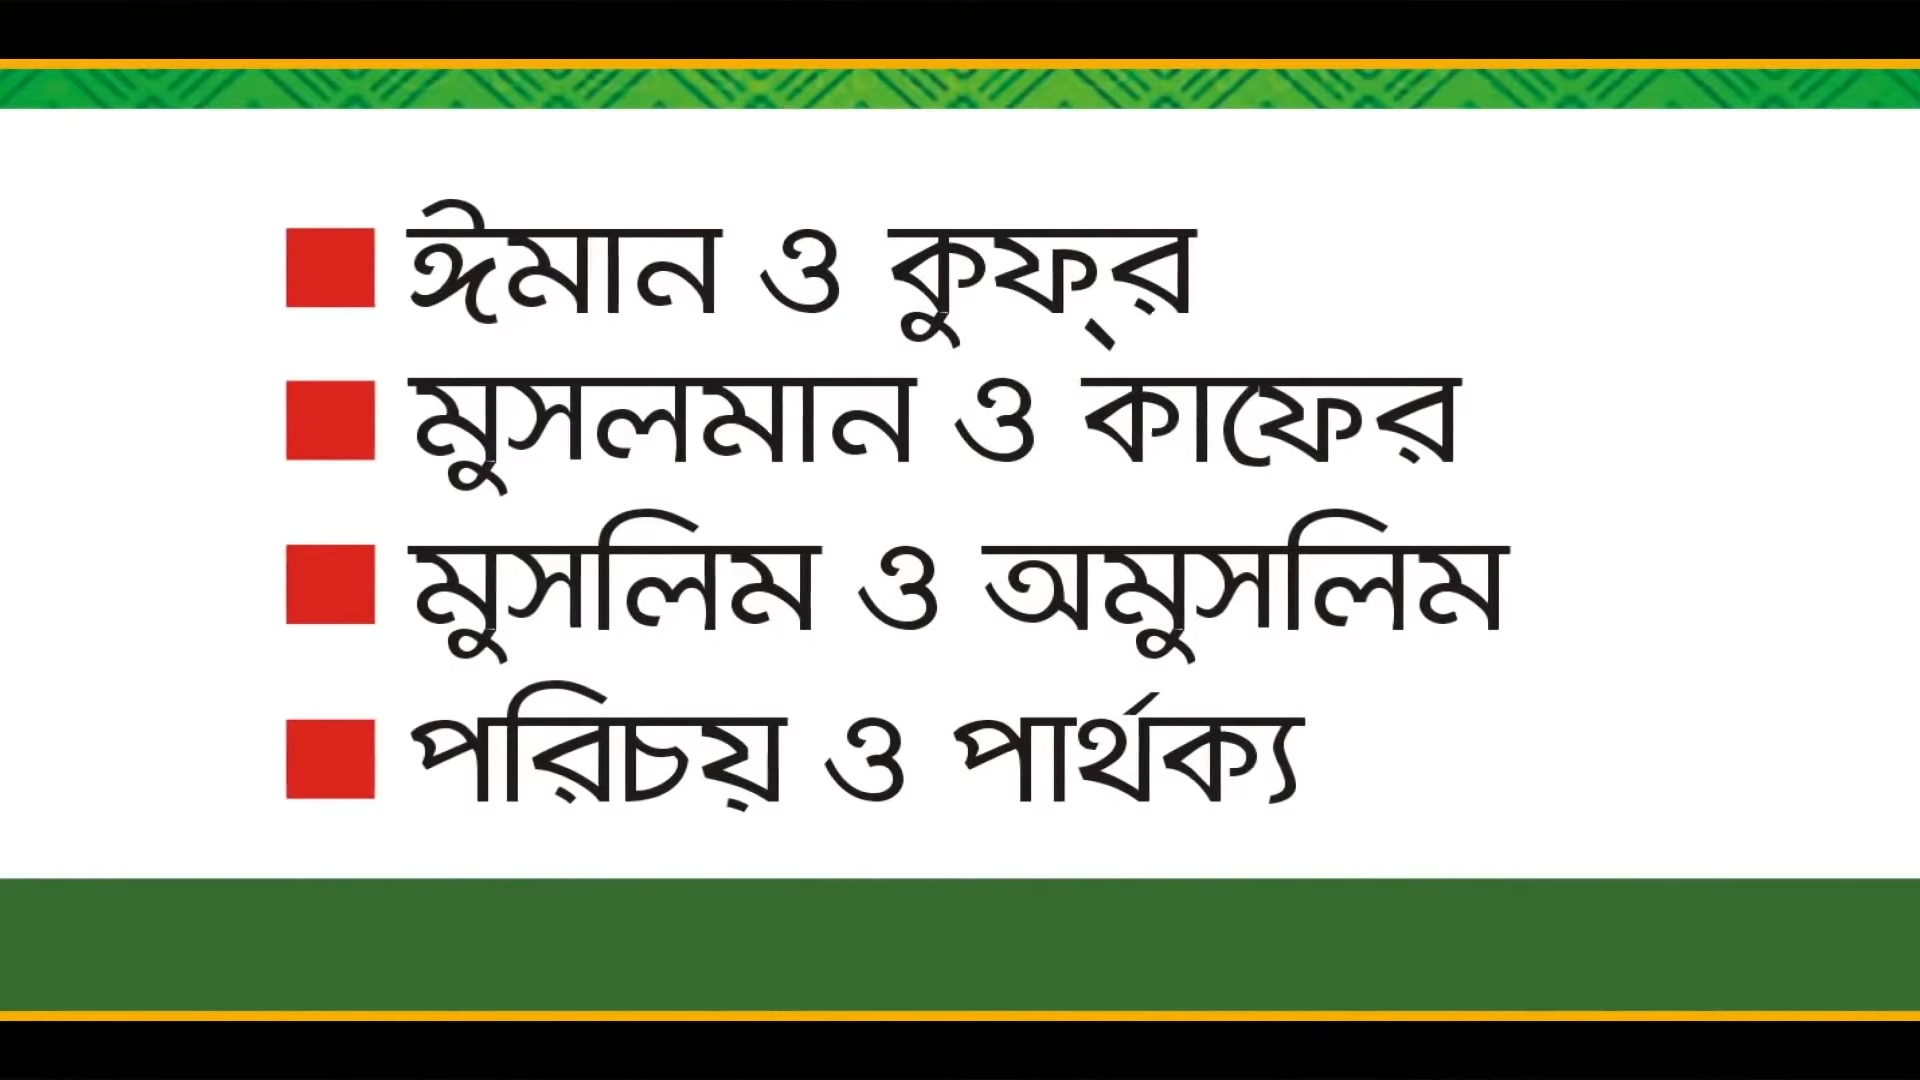 ঈমান ও কুফ্‌র
মুসলমান ও কাফের
মুসলিম ও অমুসলিম
পরিচয় ও পার্থক্য